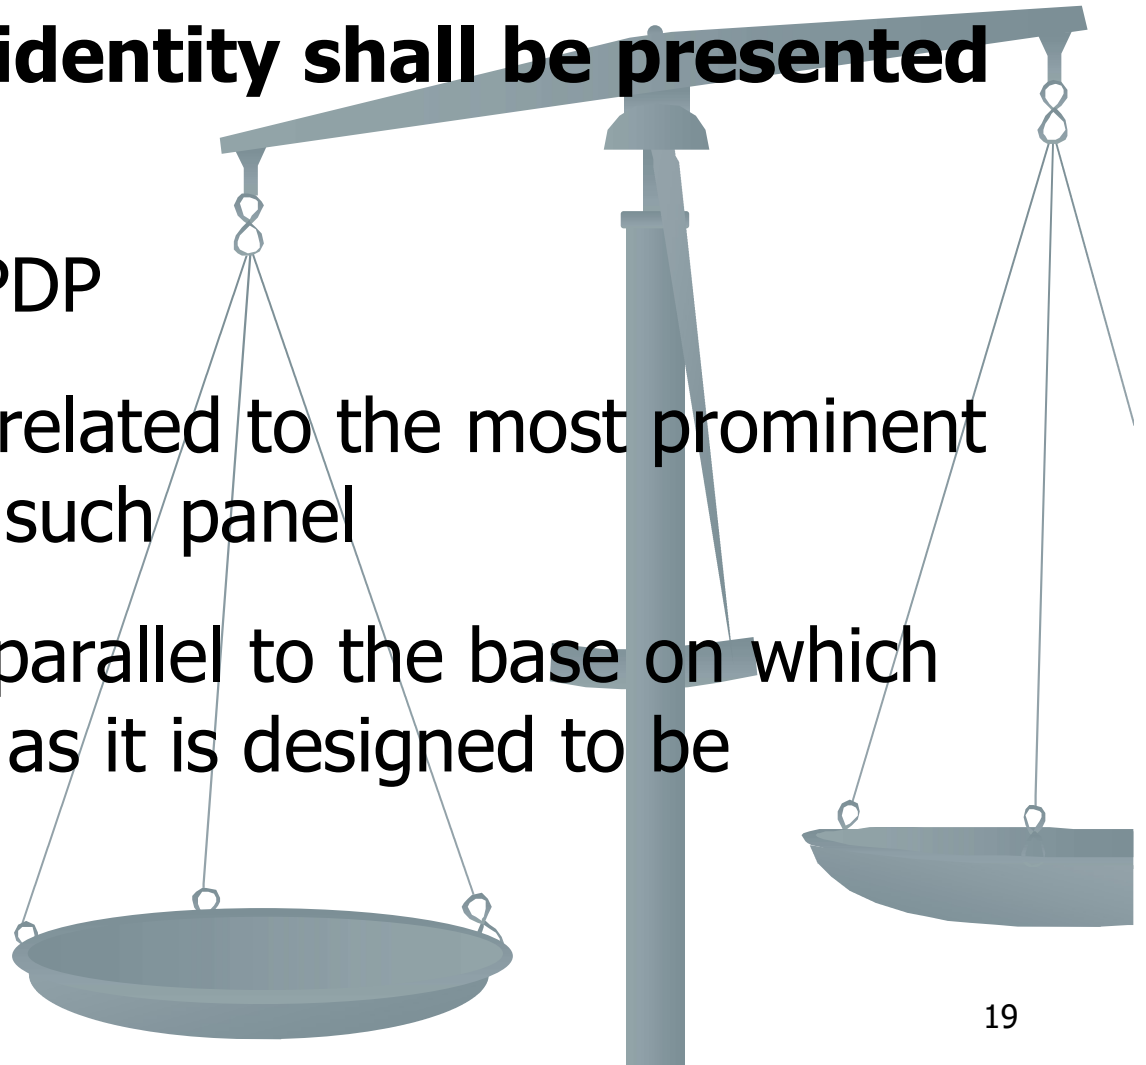 identity shall be presented
PDP
related to the most prominent
such panel
parallel to the base on which
as it is designed to be
19